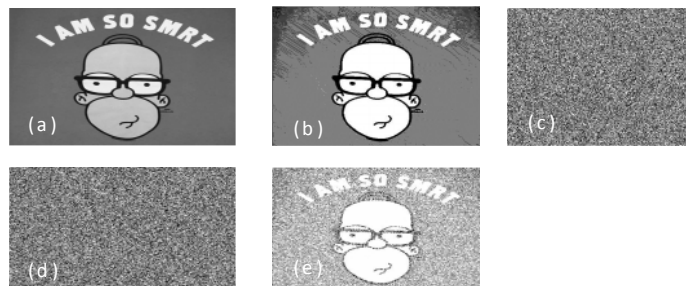 I AM SO SMRT
(a)
I AM SO SMRT
(b)
(c)
(d)
I AM SO SMRT
(e)